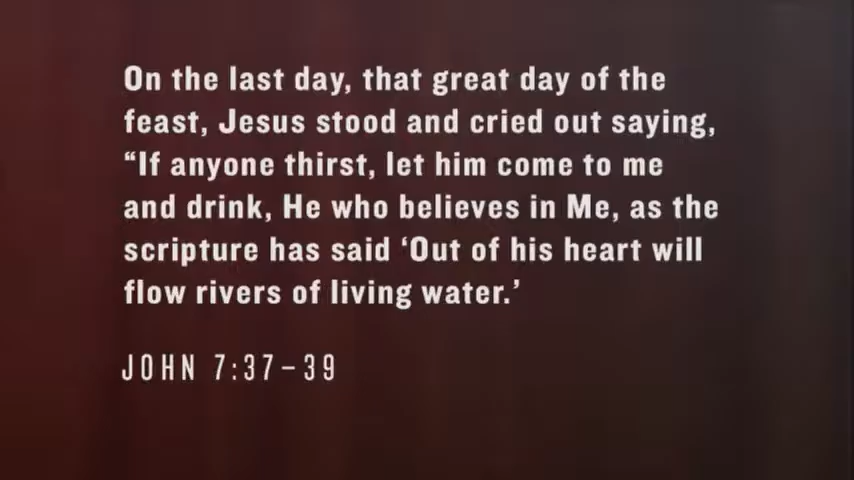 On the last day, that great day of the
feast, Jesus stood and cried out saying,
“If anyone thirst, let him come to me
and drink, He who believes in Me, as the
scripture has said ‘Out of his heart will
flow rivers of living water.’
JOHN 7:37–39